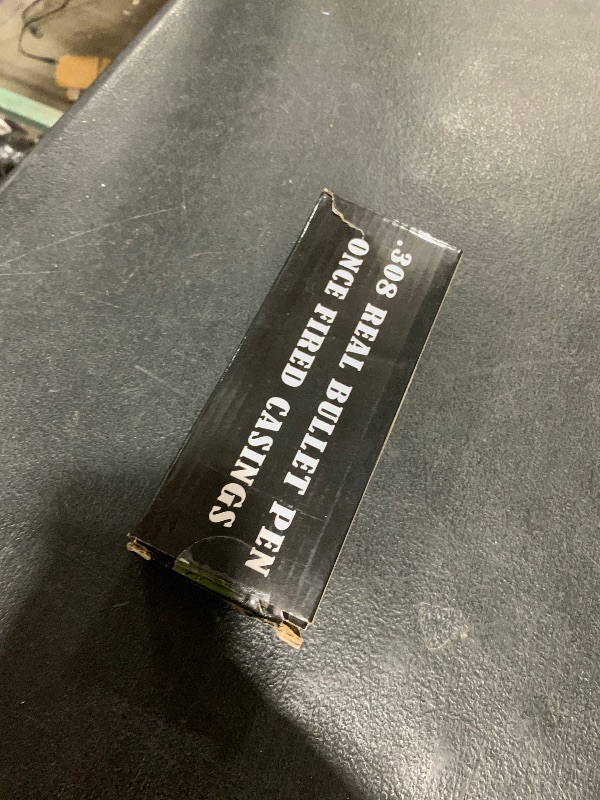 .308 REAL BULLET PEN
ONCE FIRED CASINGS